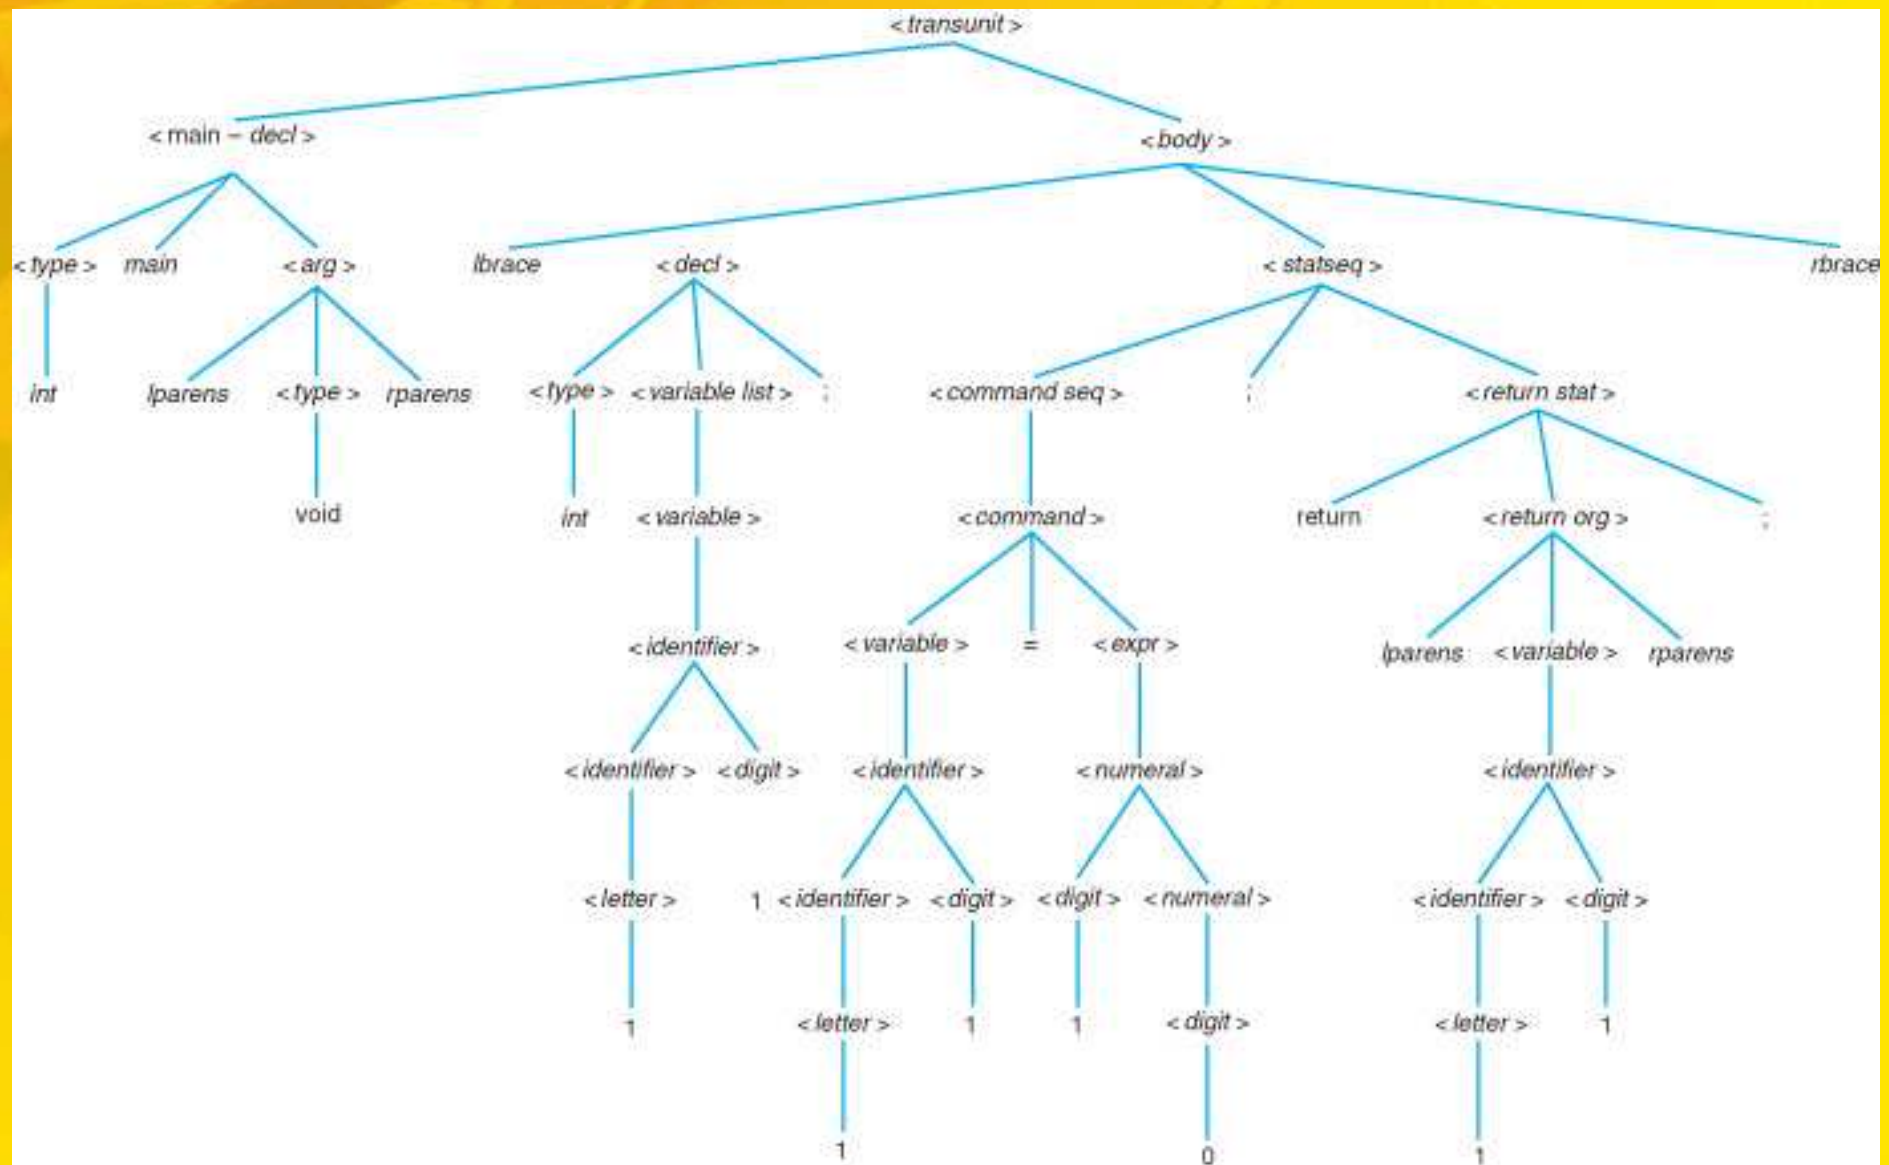 <transunit>
<main – decl> <body>
<type> main <arg> lbrace <decl> <statseq> rbrace
int lparens <type> rparens <type> <variable list> ; <command seq> ; <return stat>
void int <variable> <command> return <return org> ;
<identifier> <variable> = <expr> lparens <variable> rparens
<identifier> <digit> <identifier> <numeral> <identifier>
<letter> 1 <identifier> <digit> <digit> <numeral> <identifier> <digit>
1 <letter> 1 1 <digit> <letter> 1
1 0 1